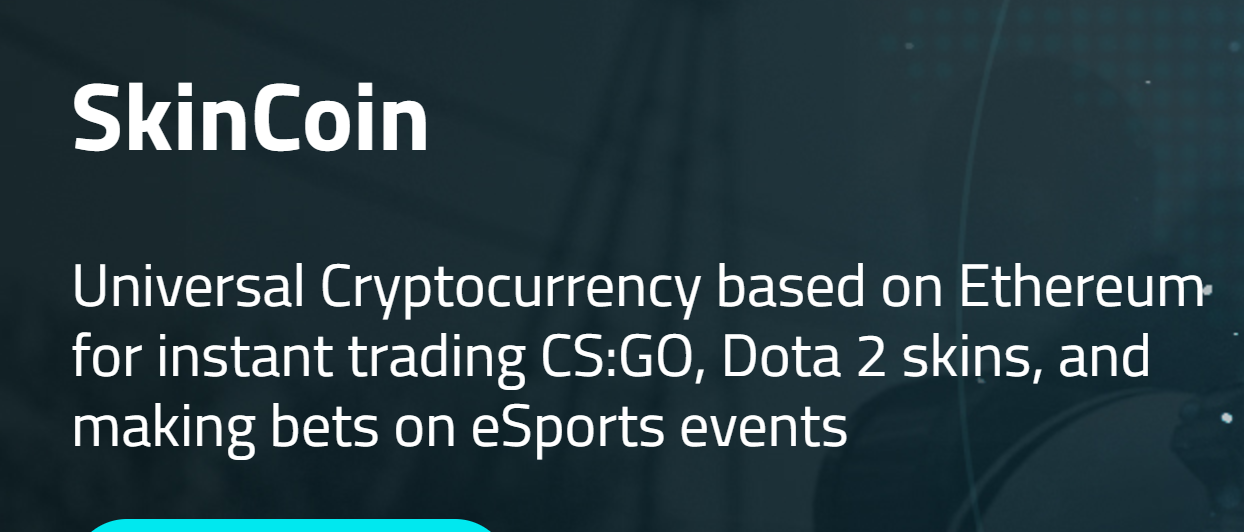 SkinCoin
Universal Cryptocurrency based on Ethereum
for instant trading CS:GO, Dota 2 skins, and
making bets on eSports events